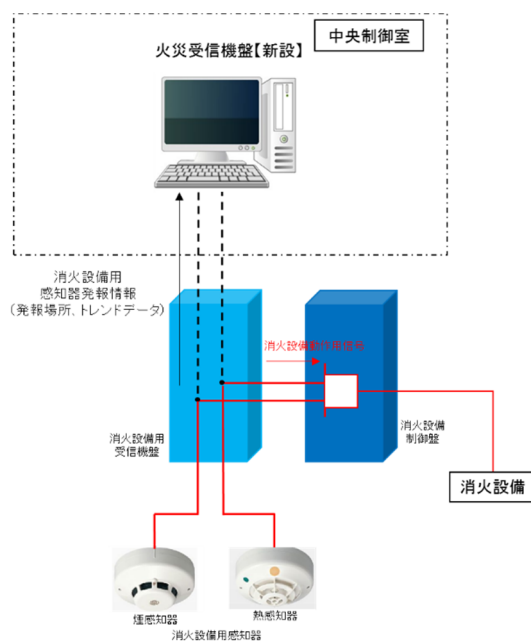 中央制御室
火災受信機盤【新設】
消火設備用
感知器発報情報
（発報場所、トレンドデータ）
消火設備動作用信号
消火設備用
受信機盤
消火設備
制御盤
消火設備
煙感知器
熱感知器
消火設備用感知器